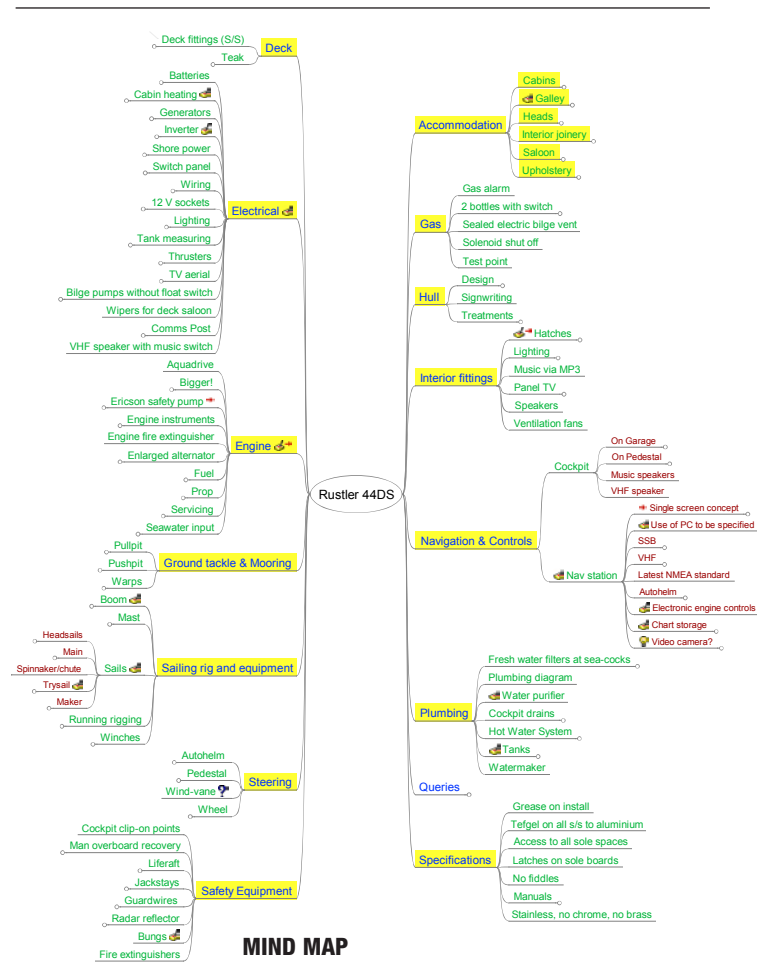 Deck fittings (S/S)
Teak
Deck
Batteries
Cabin heating
Generators
Inverter
Shore power
Switch panel
Wiring
12 V sockets
Lighting
Tank measuring
Thrusters
TV aerial
Bilge pumps without float switch
Wipers for deck saloon
Comms Post
VHF speaker with music switch
Electrical
Aquadrive
Bigger!
Ericson safety pump
Engine instruments
Engine fire extinguisher
Enlarged alternator
Fuel
Prop
Servicing
Seawater input
Engine
Pullpit
Pushpit
Warps
Ground tackle & Mooring
Boom
Mast
Headsails
Main
Spinnaker/chute
Trysail
Maker
Sails
Running rigging
Winches
Sailing rig and equipment
Autohelm
Pedestal
Wind-vane
Wheel
Steering
Cockpit clip-on points
Man overboard recovery
Liferaft
Jackstays
Guardwires
Radar reflector
Bungs
Fire extinguishers
Safety Equipment
Rustler 44DS
Accommodation
Cabins
Galley
Heads
Interior joinery
Saloon
Upholstery
Gas
Gas alarm
2 bottles with switch
Sealed electric bilge vent
Solenoid shut off
Test point
Hull
Design
Signwriting
Treatments
Interior fittings
Hatches
Lighting
Music via MP3
Panel TV
Speakers
Ventilation fans
Navigation & Controls
Cockpit
On Garage
On Pedestal
Music speakers
VHF speaker
Nav station
Single screen concept
Use of PC to be specified
SSB
VHF
Latest NMEA standard
Autohelm
Electronic engine controls
Chart storage
Video camera?
Plumbing
Fresh water filters at sea-cocks
Plumbing diagram
Water purifier
Cockpit drains
Hot Water System
Tanks
Watermaker
Queries
Specifications
Grease on install
Tefgel on all s/s to aluminium
Access to all sole spaces
Latches on sole boards
No fiddles
Manuals
Stainless, no chrome, no brass
MIND MAP